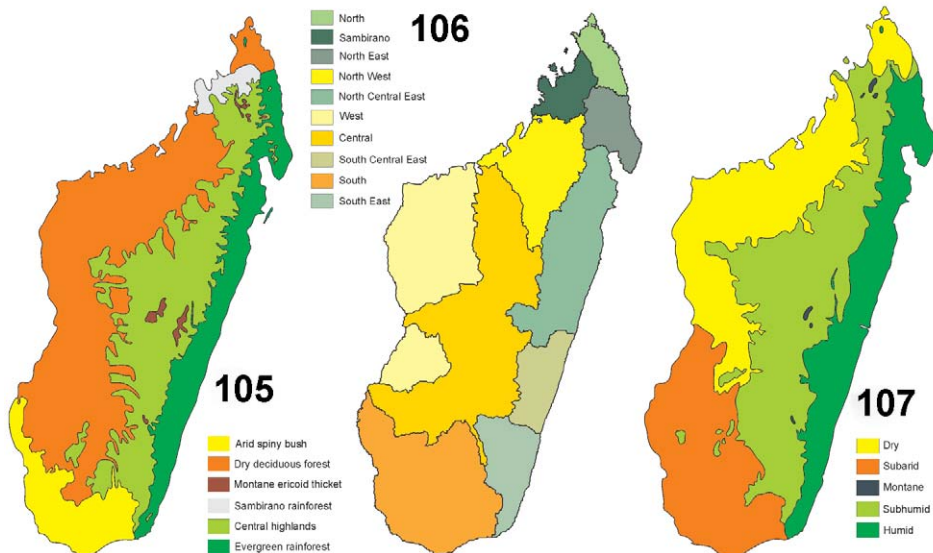 106
North
Sambirano
North East
North West
North Central East
West
Central
South Central East
South
South East
105
Arid spiny bush
Dry deciduous forest
Montane ericoid thicket
Sambirano rainforest
Central highlands
Evergreen rainforest
107
Dry
Subarid
Montane
Subhumid
Humid